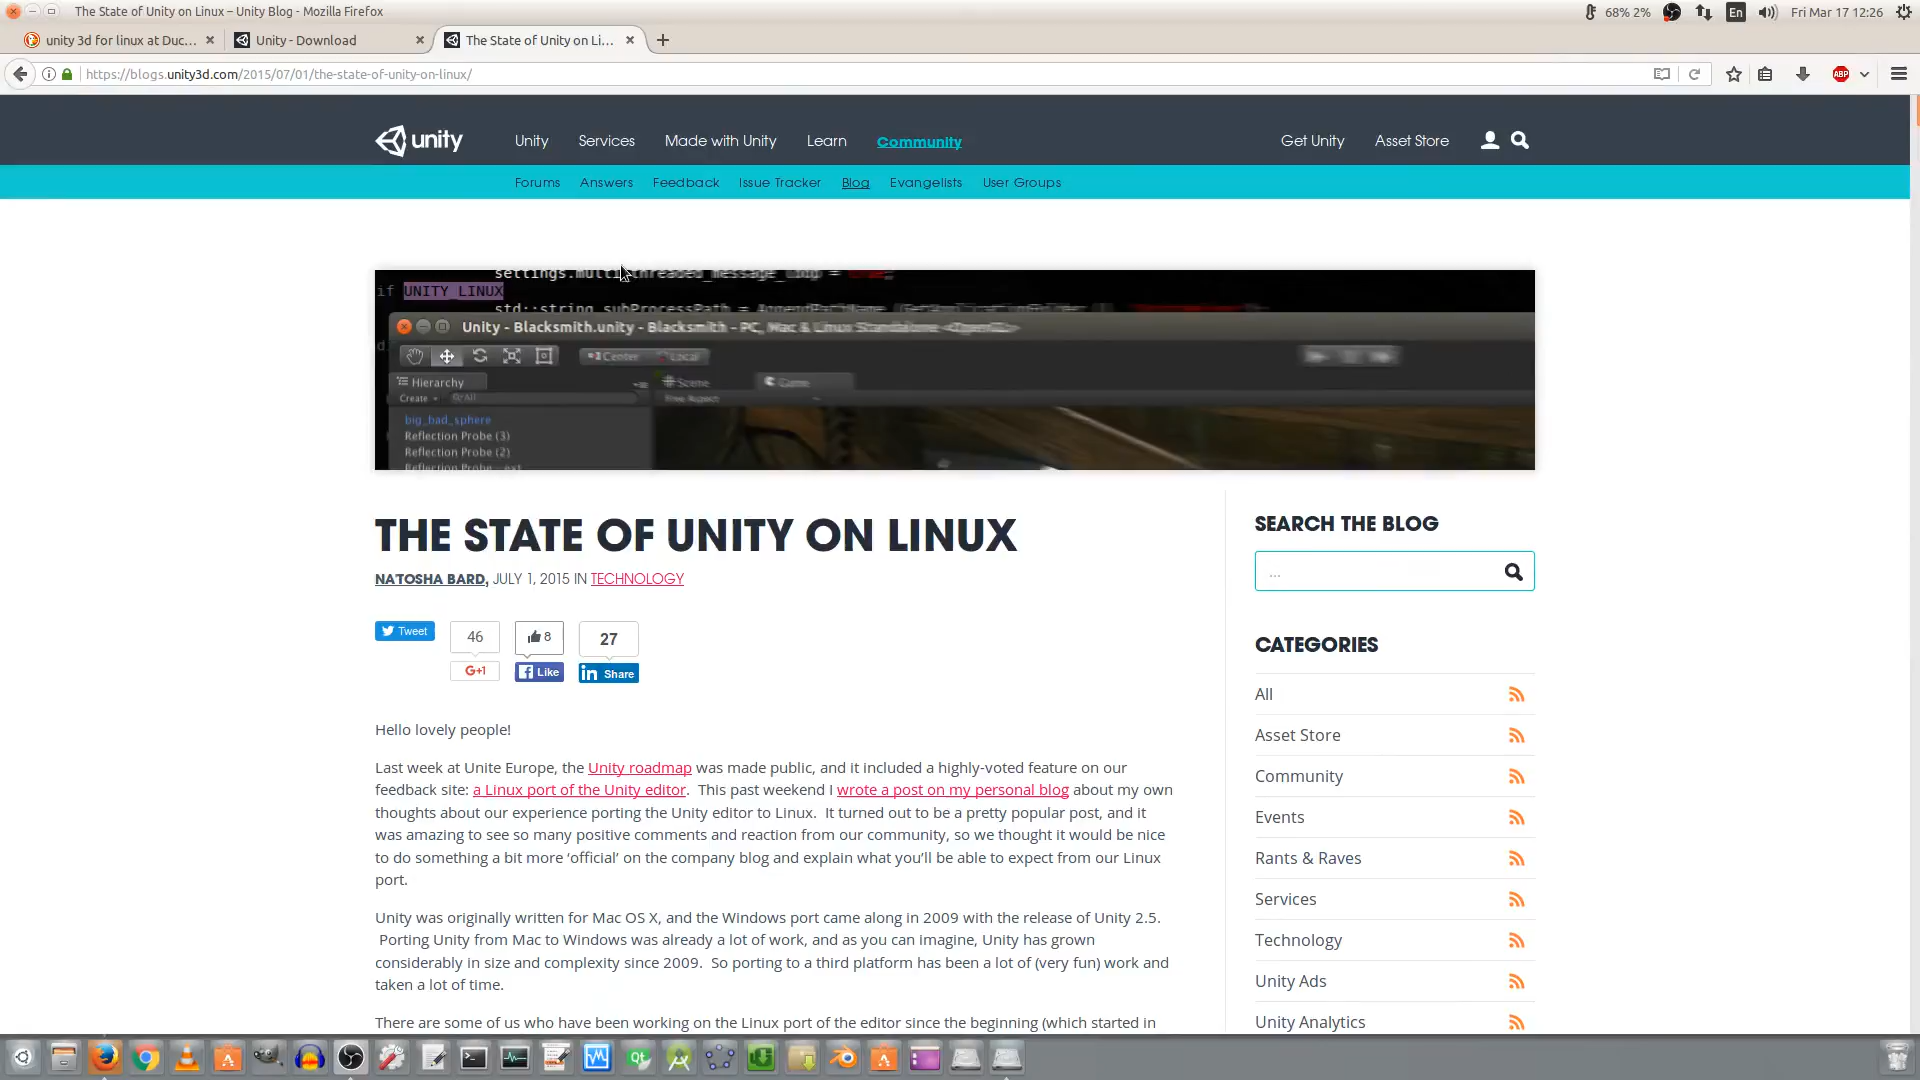 The State of Unity on Linux – Unity Blog - Mozilla Firefox
68% 2%
En
Fri Mar 17 12:26
unity 3d for linux at Duc...
Unity - Download
The State of Unity on Li...
https://blogs.unity3d.com/2015/07/01/the-state-of-unity-on-linux/
ABP
unity
Unity
Services
Made with Unity
Learn
Community
Get Unity
Asset Store
Forums
Answers
Feedback
Issue Tracker
Blog
Evangelists
User Groups
if UNITY_LINUX
Unity - Blacksmith.unity - Blacksmith - PC, Mac & Linux Standalone <OpenGL>
Center
Local
Hierarchy
Scene
Game
Create
All
Free Aspect
big_bad_sphere
Reflection Probe (3)
Reflection Probe (2)
THE STATE OF UNITY ON LINUX
NA'TOSHA BARD, JULY 1, 2015 IN TECHNOLOGY
Tweet
46
G+1
8
Like
27
in Share
Hello lovely people!
Last week at Unite Europe, the Unity roadmap was made public, and it included a highly-voted feature on our
feedback site: a Linux port of the Unity editor.  This past weekend I wrote a post on my personal blog about my own
thoughts about our experience porting the Unity editor to Linux.  It turned out to be a pretty popular post, and it
was amazing to see so many positive comments and reaction from our community, so we thought it would be nice
to do something a bit more ‘official’ on the company blog and explain what you’ll be able to expect from our Linux
port.
Unity was originally written for Mac OS X, and the Windows port came along in 2009 with the release of Unity 2.5.
Porting Unity from Mac to Windows was already a lot of work, and as you can imagine, Unity has grown
considerably in size and complexity since 2009.  So porting to a third platform has been a lot of (very fun) work and
taken a lot of time.
There are some of us who have been working on the Linux port of the editor since the beginning (which started in
SEARCH THE BLOG
...
CATEGORIES
All
Asset Store
Community
Events
Rants & Raves
Services
Technology
Unity Ads
Unity Analytics
Qt